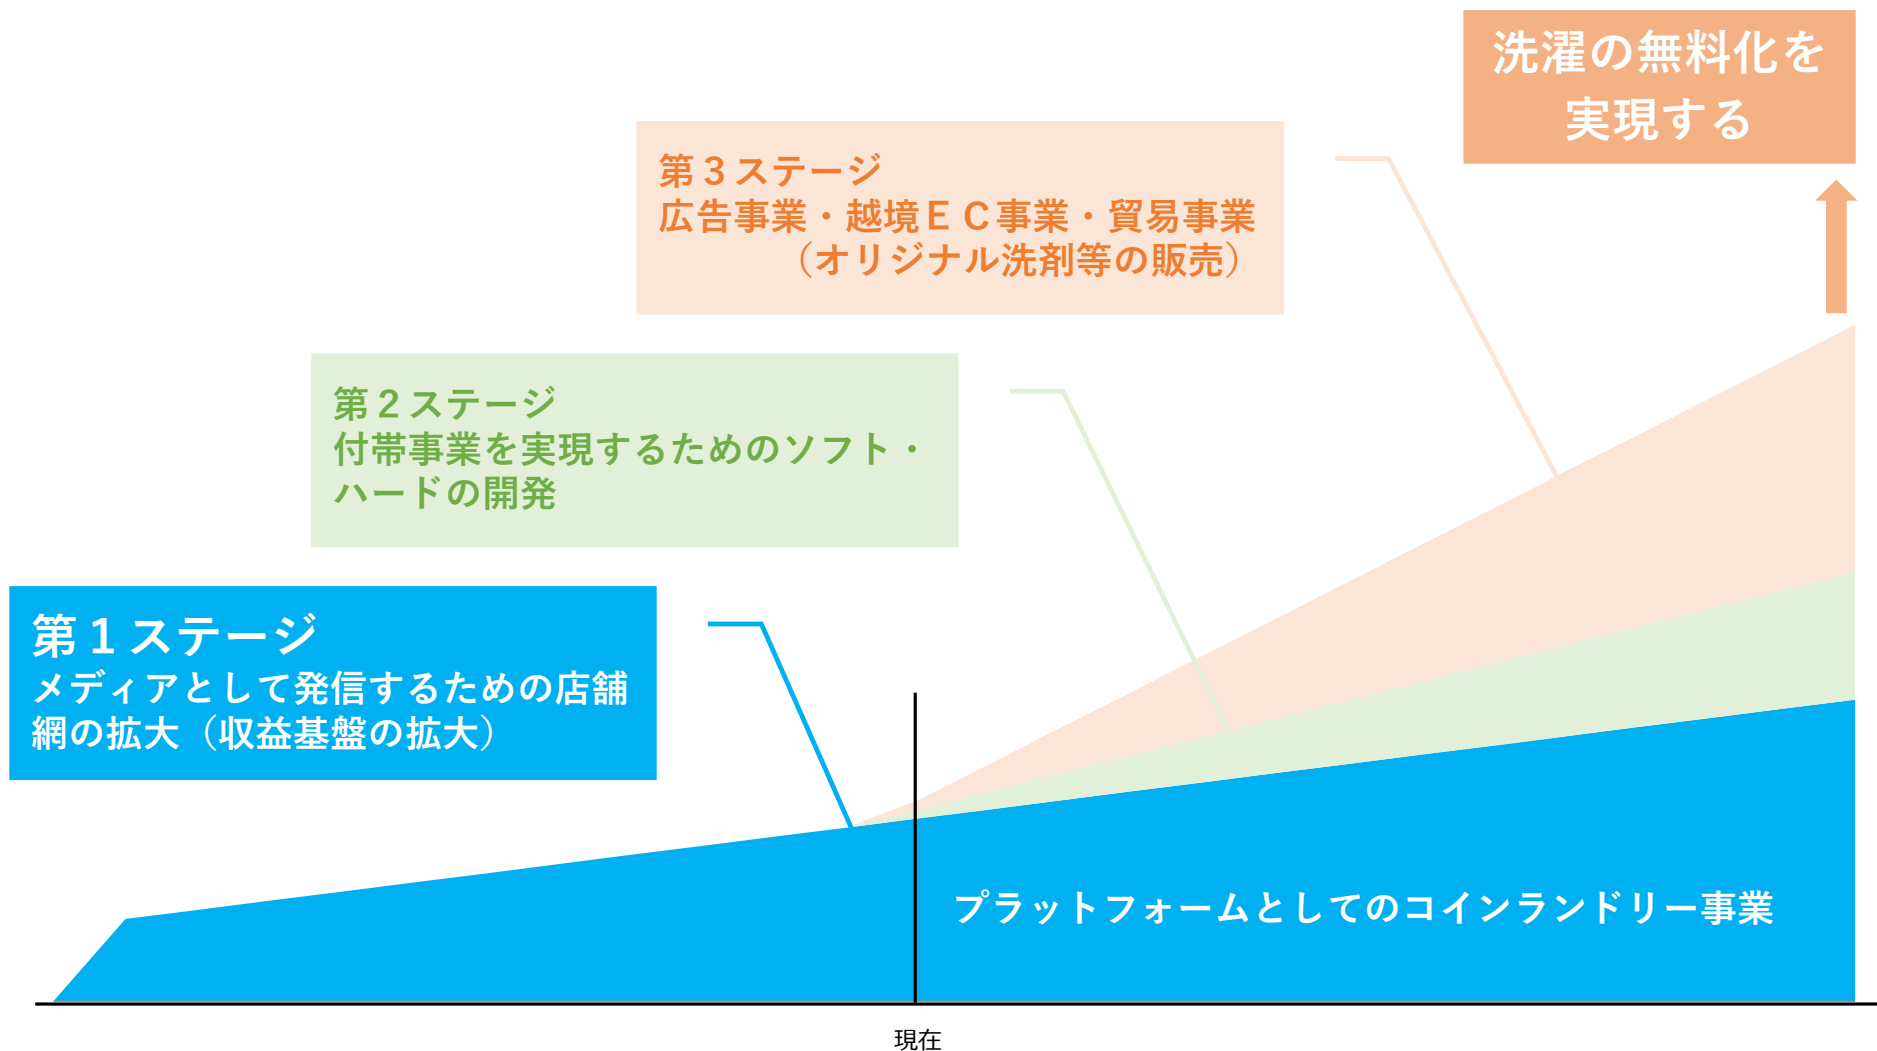 洗濯の無料化を
実現する
第３ステージ
広告事業・越境ＥＣ事業・貿易事業
（オリジナル洗剤等の販売）
第２ステージ
付帯事業を実現するためのソフト・
ハードの開発
第１ステージ
メディアとして発信するための店舗
網の拡大（収益基盤の拡大）
プラットフォームとしてのコインランドリー事業
現在